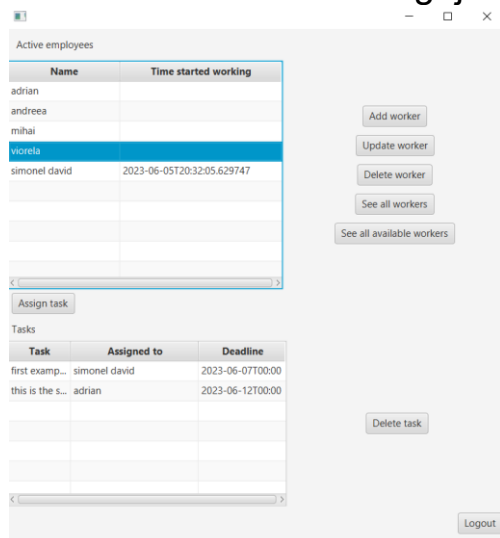 Active employees
Name Time started working
adrian
andreea
mihai
viorela
simonel david 2023-06-05T20:32:05.629747
Add worker
Update worker
Delete worker
See all workers
See all available workers
Assign task
Tasks
Task Assigned to Deadline
first examp... simonel david 2023-06-07T00:00
this is the s... adrian 2023-06-12T00:00
Delete task
Logout